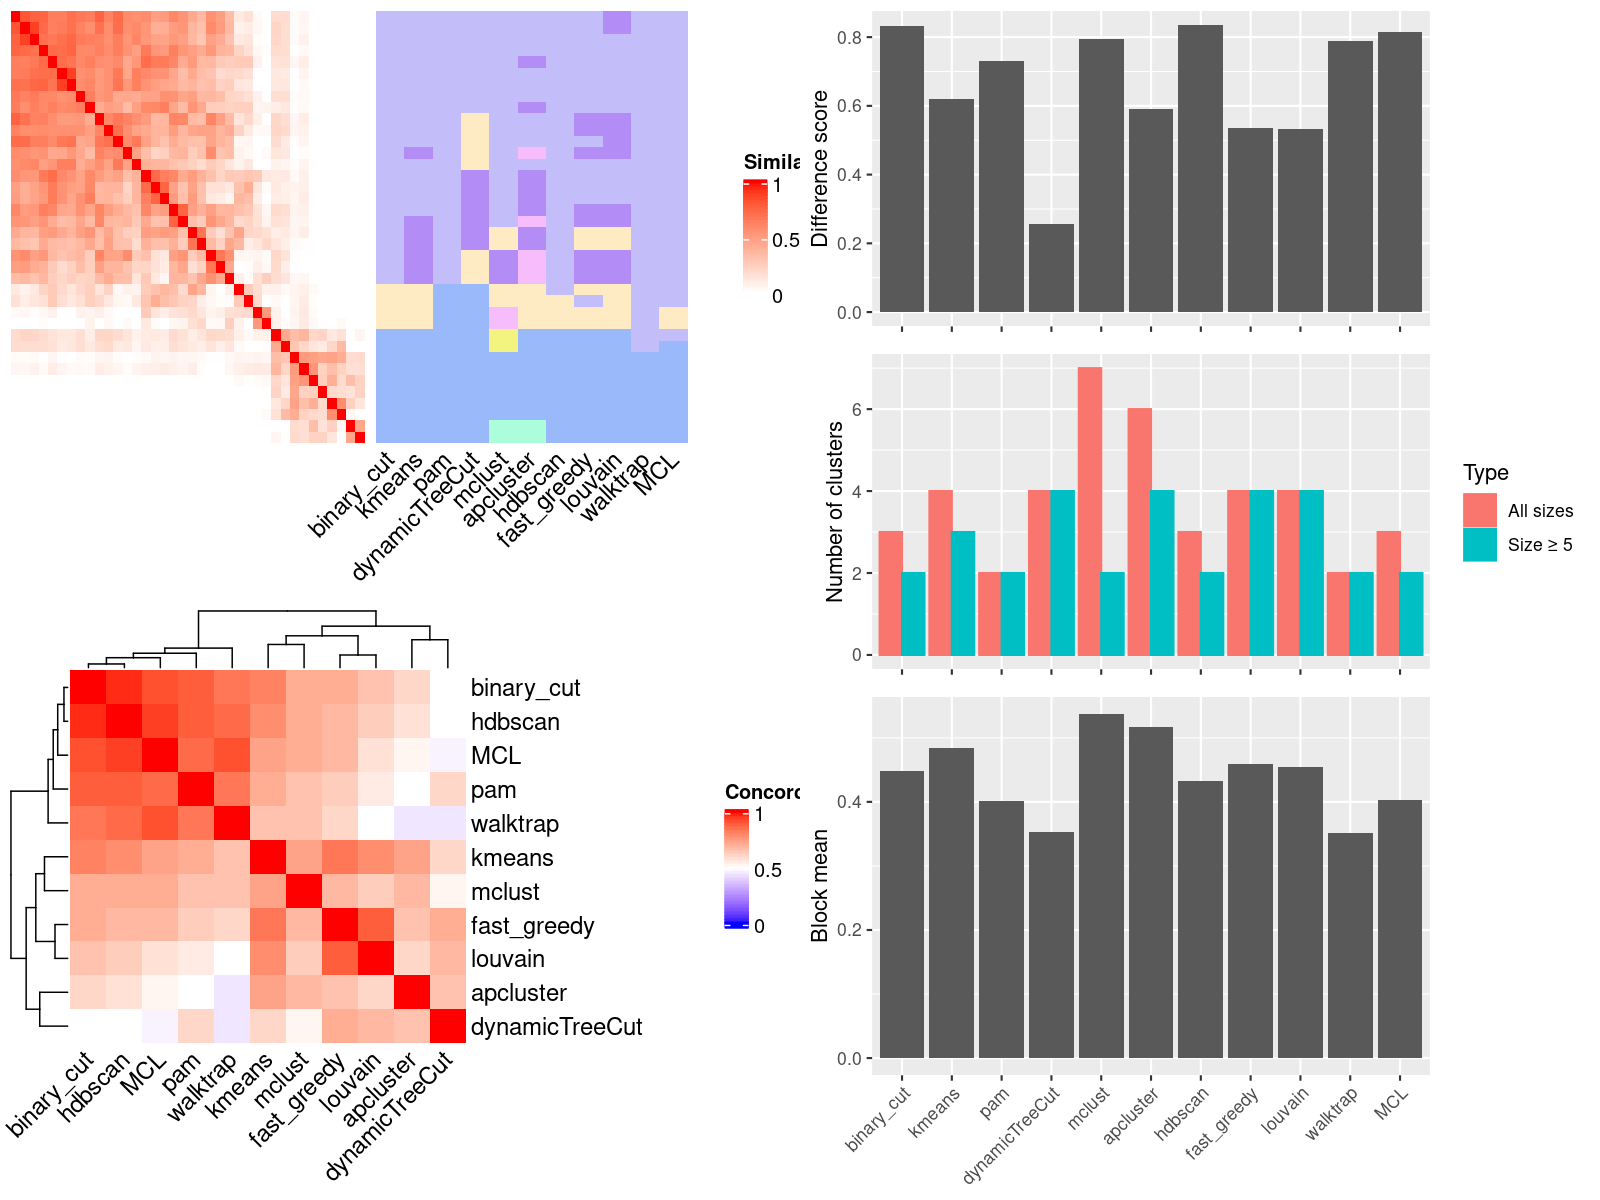 Simila
1
0.5
0
binary_cut
kmeans
pam
dynamicTreeCut
mclust
apcluster
hdbscan
fast_greedy
louvain
walktrap
MCL
binary_cut
hdbscan
MCL
pam
walktrap
kmeans
mclust
fast_greedy
louvain
apcluster
dynamicTreeCut
binary_cut
hdbscan
MCL
pam
walktrap
kmeans
mclust
fast_greedy
louvain
apcluster
dynamicTreeCut
Concord
1
0.5
0
Difference score
0.8
0.6
0.4
0.2
0.0
Number of clusters
6
4
2
0
Type
All sizes
Size ≥ 5
Block mean
0.4
0.2
0.0
binary_cut
kmeans
pam
dynamicTreeCut
mclust
apcluster
hdbscan
fast_greedy
louvain
walktrap
MCL